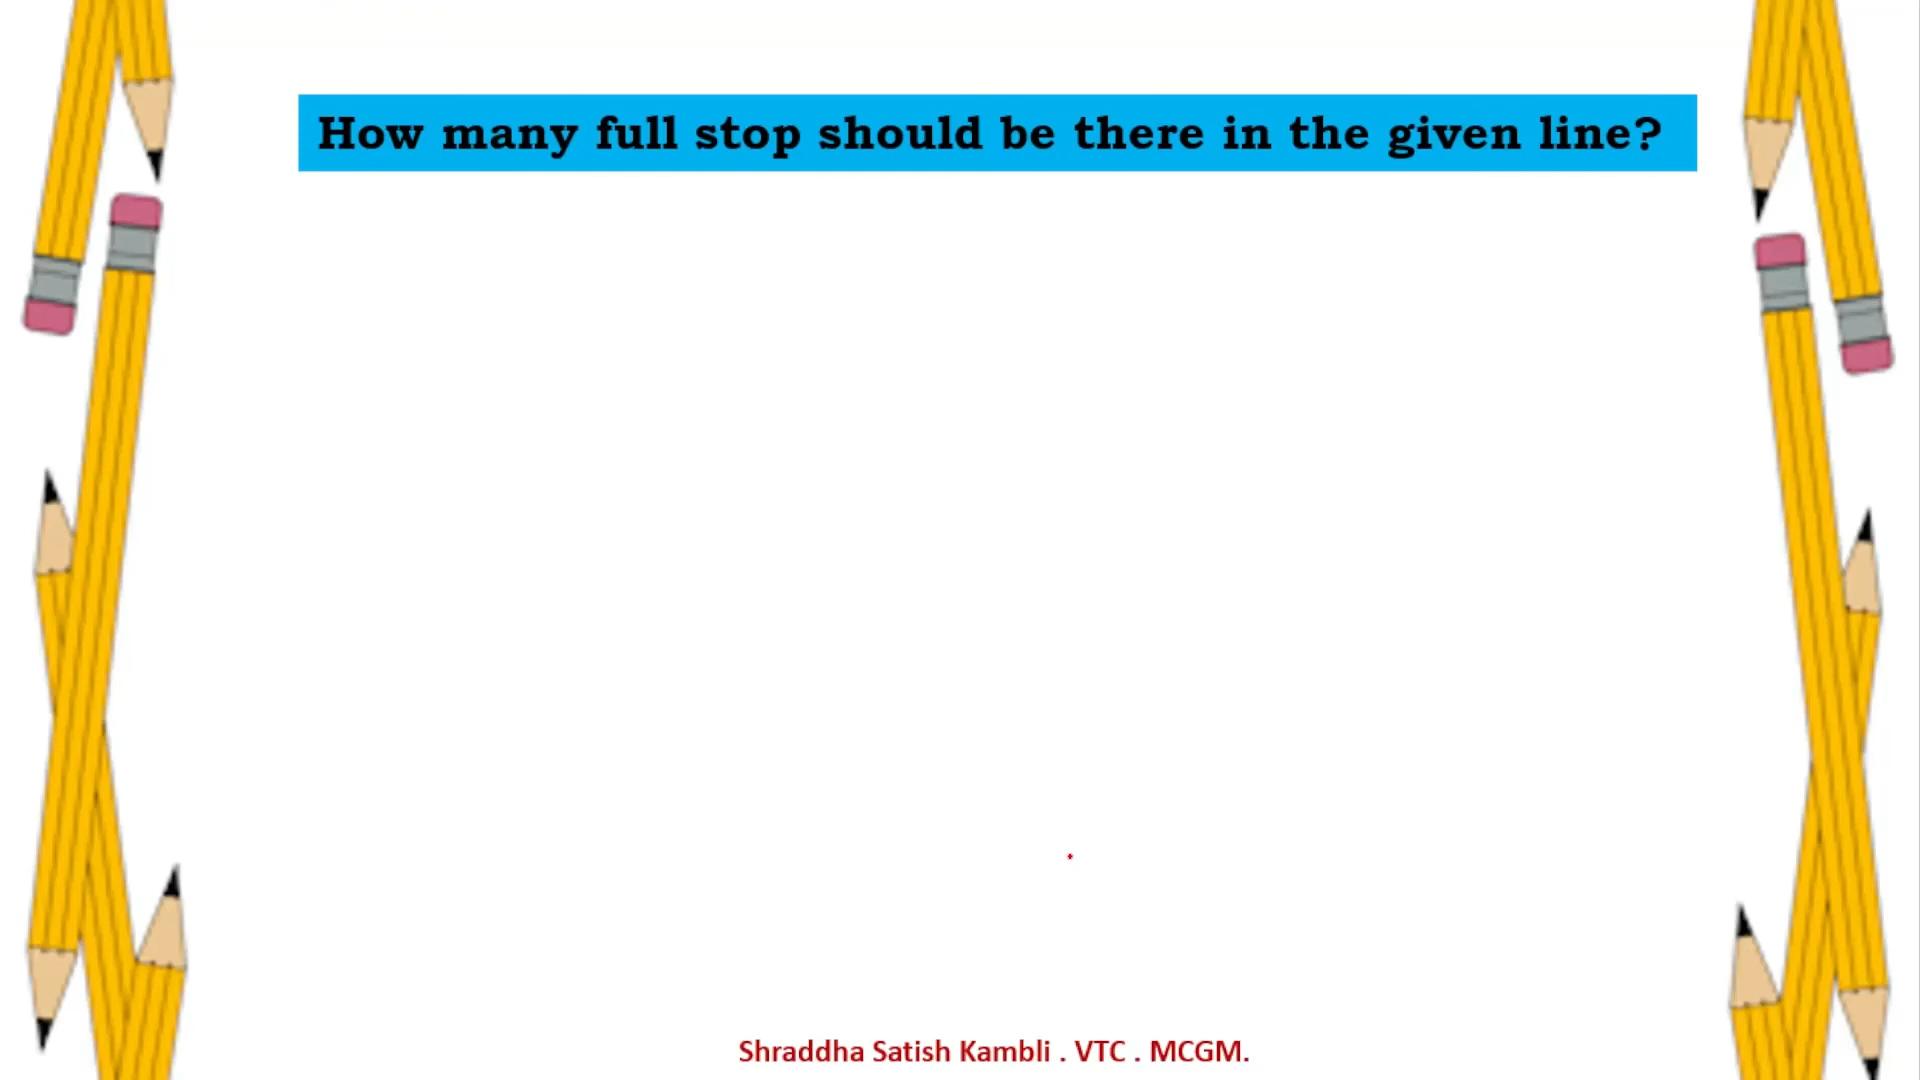 How many full stop should be there in the given line?
Shraddha Satish Kambli . VTC . MCGM.